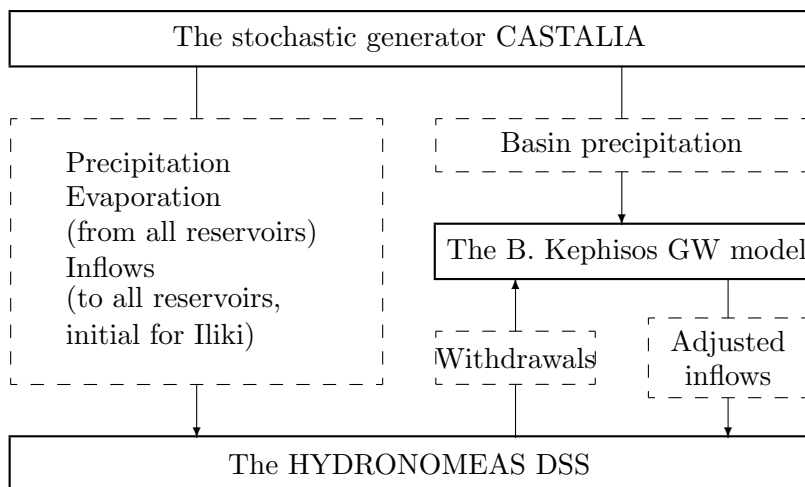 The stochastic generator CASTALIA
Precipitation
Evaporation
(from all reservoirs)
Inflows
(to all reservoirs,
initial for Iliki)
Basin precipitation
The B. Kephisos GW model
Withdrawals
Adjusted
inflows
The HYDRONOMEAS DSS